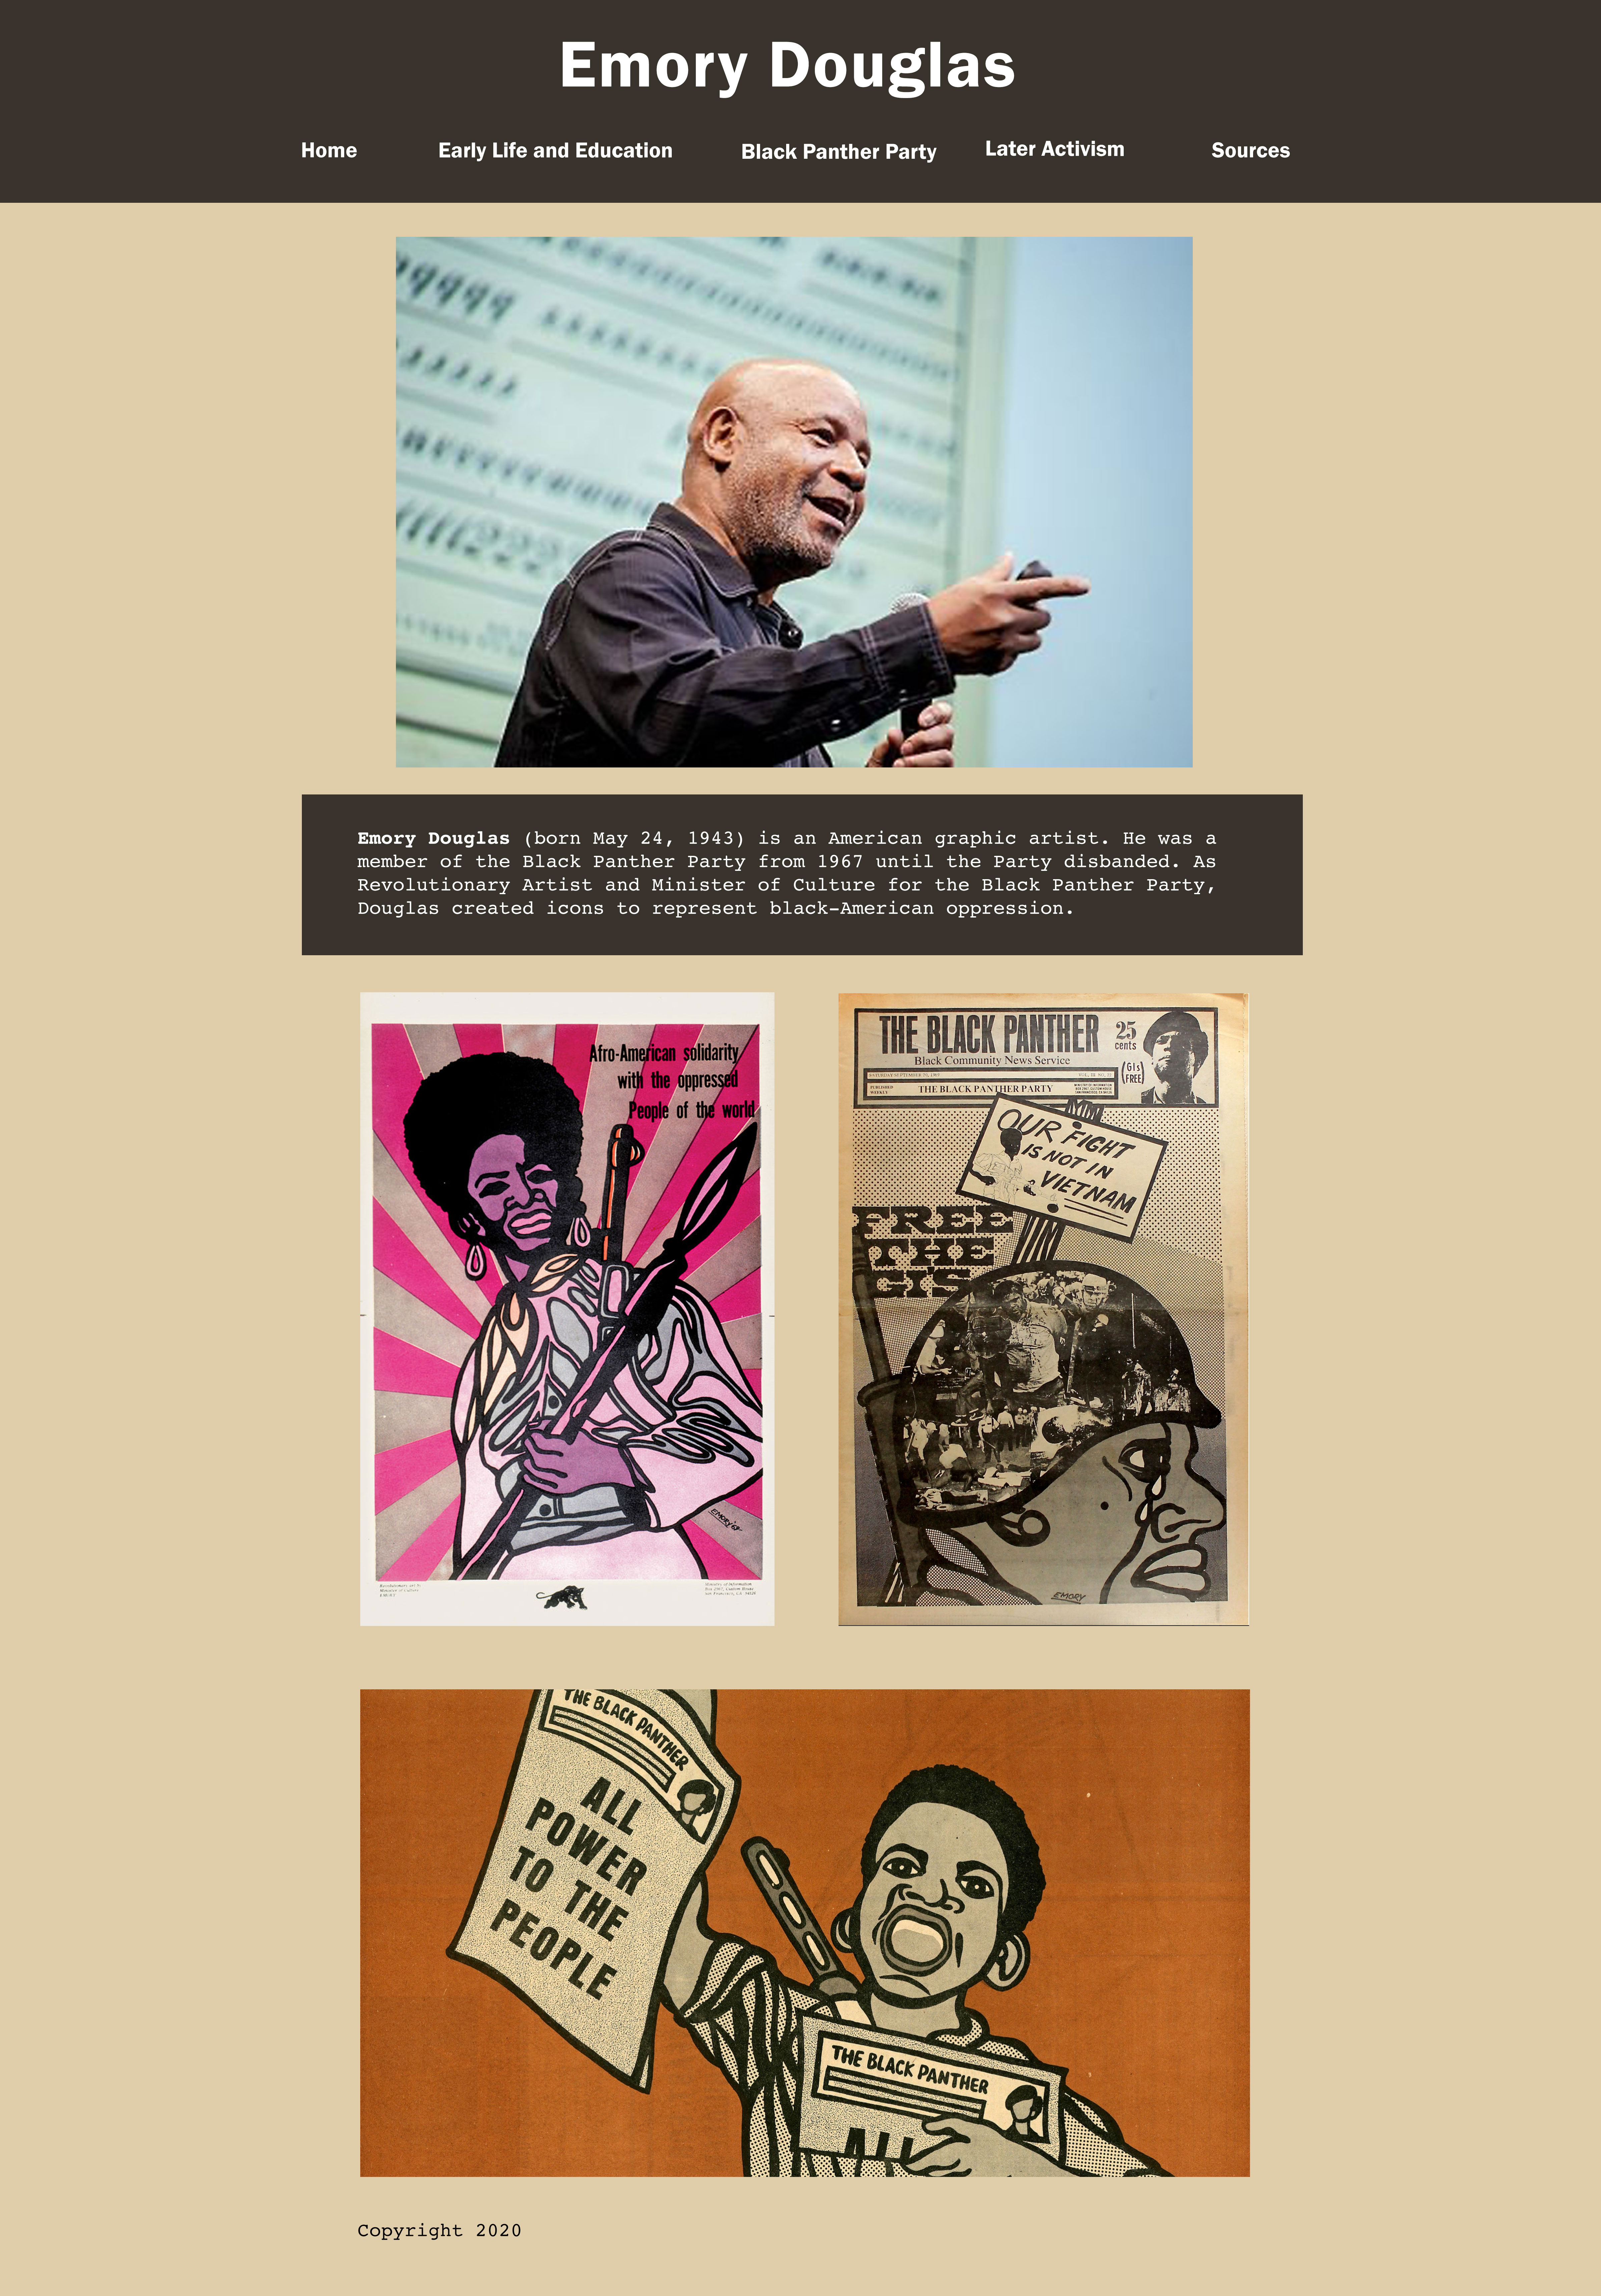 Emory Douglas
Home Early Life and Education Black Panther Party Later Activism Sources
Emory Douglas (born May 24, 1943) is an American graphic artist. He was a
member of the Black Panther Party from 1967 until the Party disbanded. As
Revolutionary Artist and Minister of Culture for the Black Panther Party,
Douglas created icons to represent black-American oppression.
Afro-American solidarity
with the oppressed
People of the world
EMORY
THE BLACK PANTHER
25
cents
Black Community News Service
(GIs
FREE)
PUBLISHED
WEEKLY
THE BLACK PANTHER PARTY
OUR FIGHT
IS NOT IN
VIETNAM
FREE
THE
GIS
EMORY
THE BLACK PANTHER
ALL
POWER
TO THE
PEOPLE
THE BLACK PANTHER
ALL
Copyright 2020